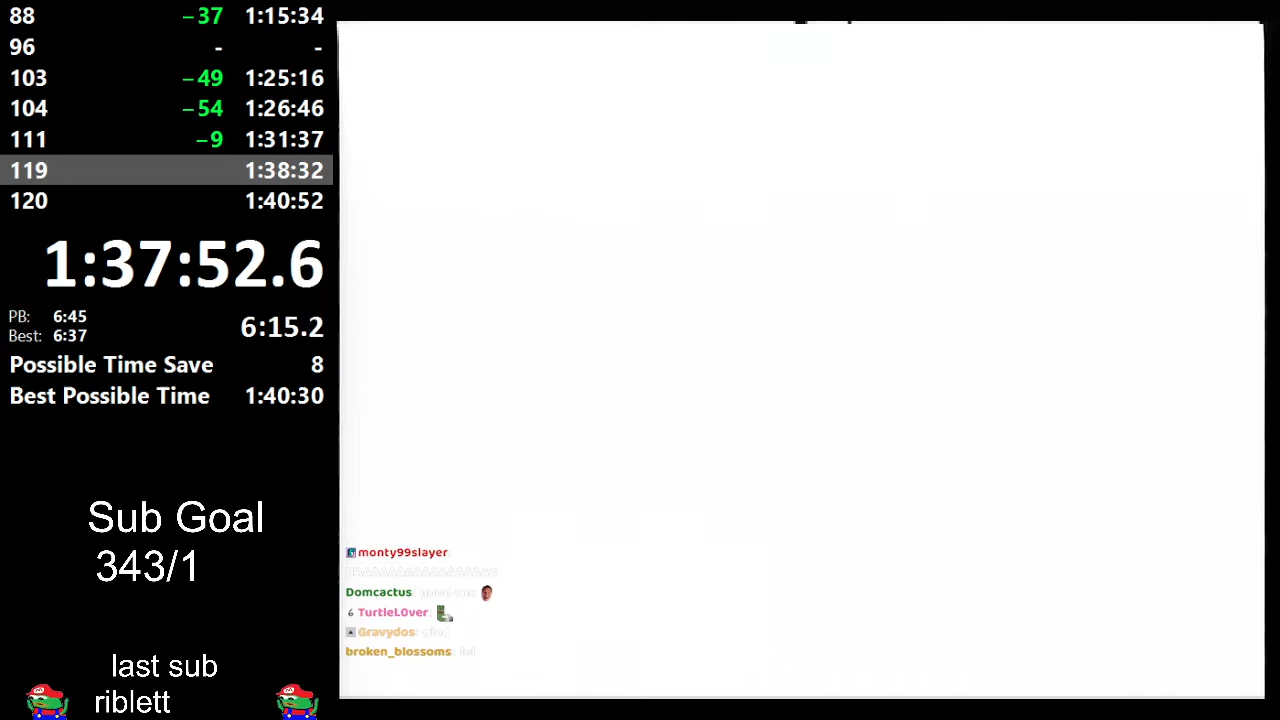 88 -37 1:15:34
96 - -
103 -49 1:25:16
104 -54 1:26:46
111 -9 1:31:37
119 1:38:32
120 1:40:52
1:37:52.6
PB: 6:45
Best: 6:37
6:15.2
Possible Time Save 8
Best Possible Time 1:40:30
Sub Goal
343/1
last sub
riblett
monty99slayer
Domcactus:
6 TurtleL0ver
Gravydos:
broken_blossoms: lol